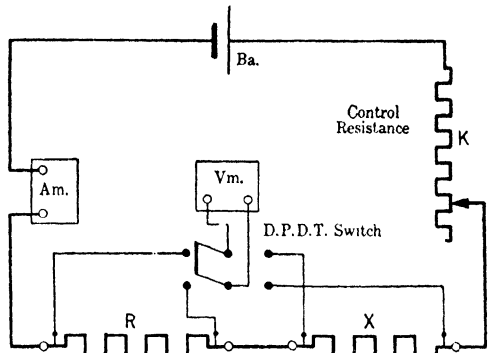 Ba.
Control
Resistance
K
Am.
Vm.
D.P.D.T. Switch
R
X